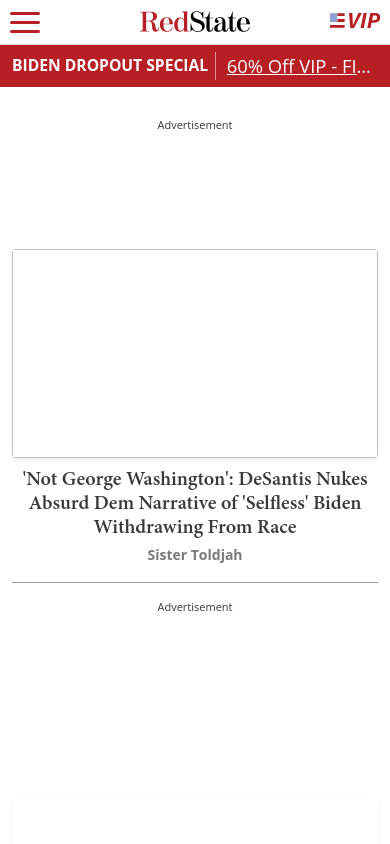 RedState
VIP
BIDEN DROPOUT SPECIAL
60% Off VIP - FI...
Advertisement
'Not George Washington': DeSantis Nukes
Absurd Dem Narrative of 'Selfless' Biden
Withdrawing From Race
Sister Toldjah
Advertisement